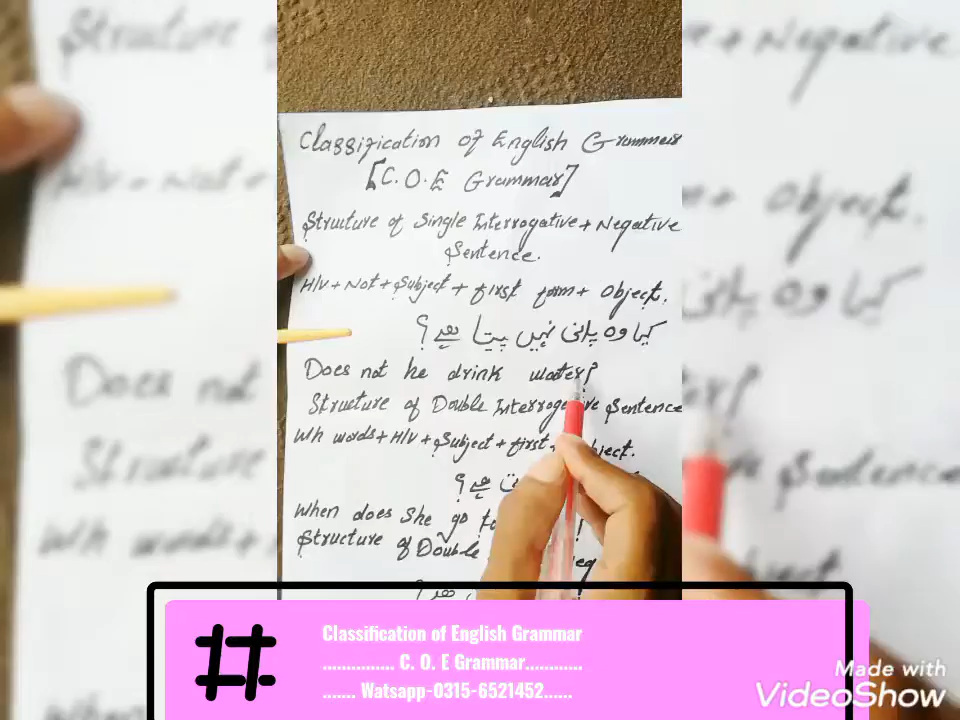 Classification of English Grammar
[C.O.E Grammar]
Structure of Single Interrogative + Negative
Sentence.
H/v + Not + Subject + first form + Object.
کیا وہ پانی نہیں پیتا ہے؟
Does not he drink water?
Structure of Double Interrogative Sentence
Wh words + H/v + Subject + first +
ہے؟
When does She go to
Structure of Double
Classification of English Grammar
............... C. O. E Grammar............
....... Watsapp-0315-6521452......
Made with
VideoShow